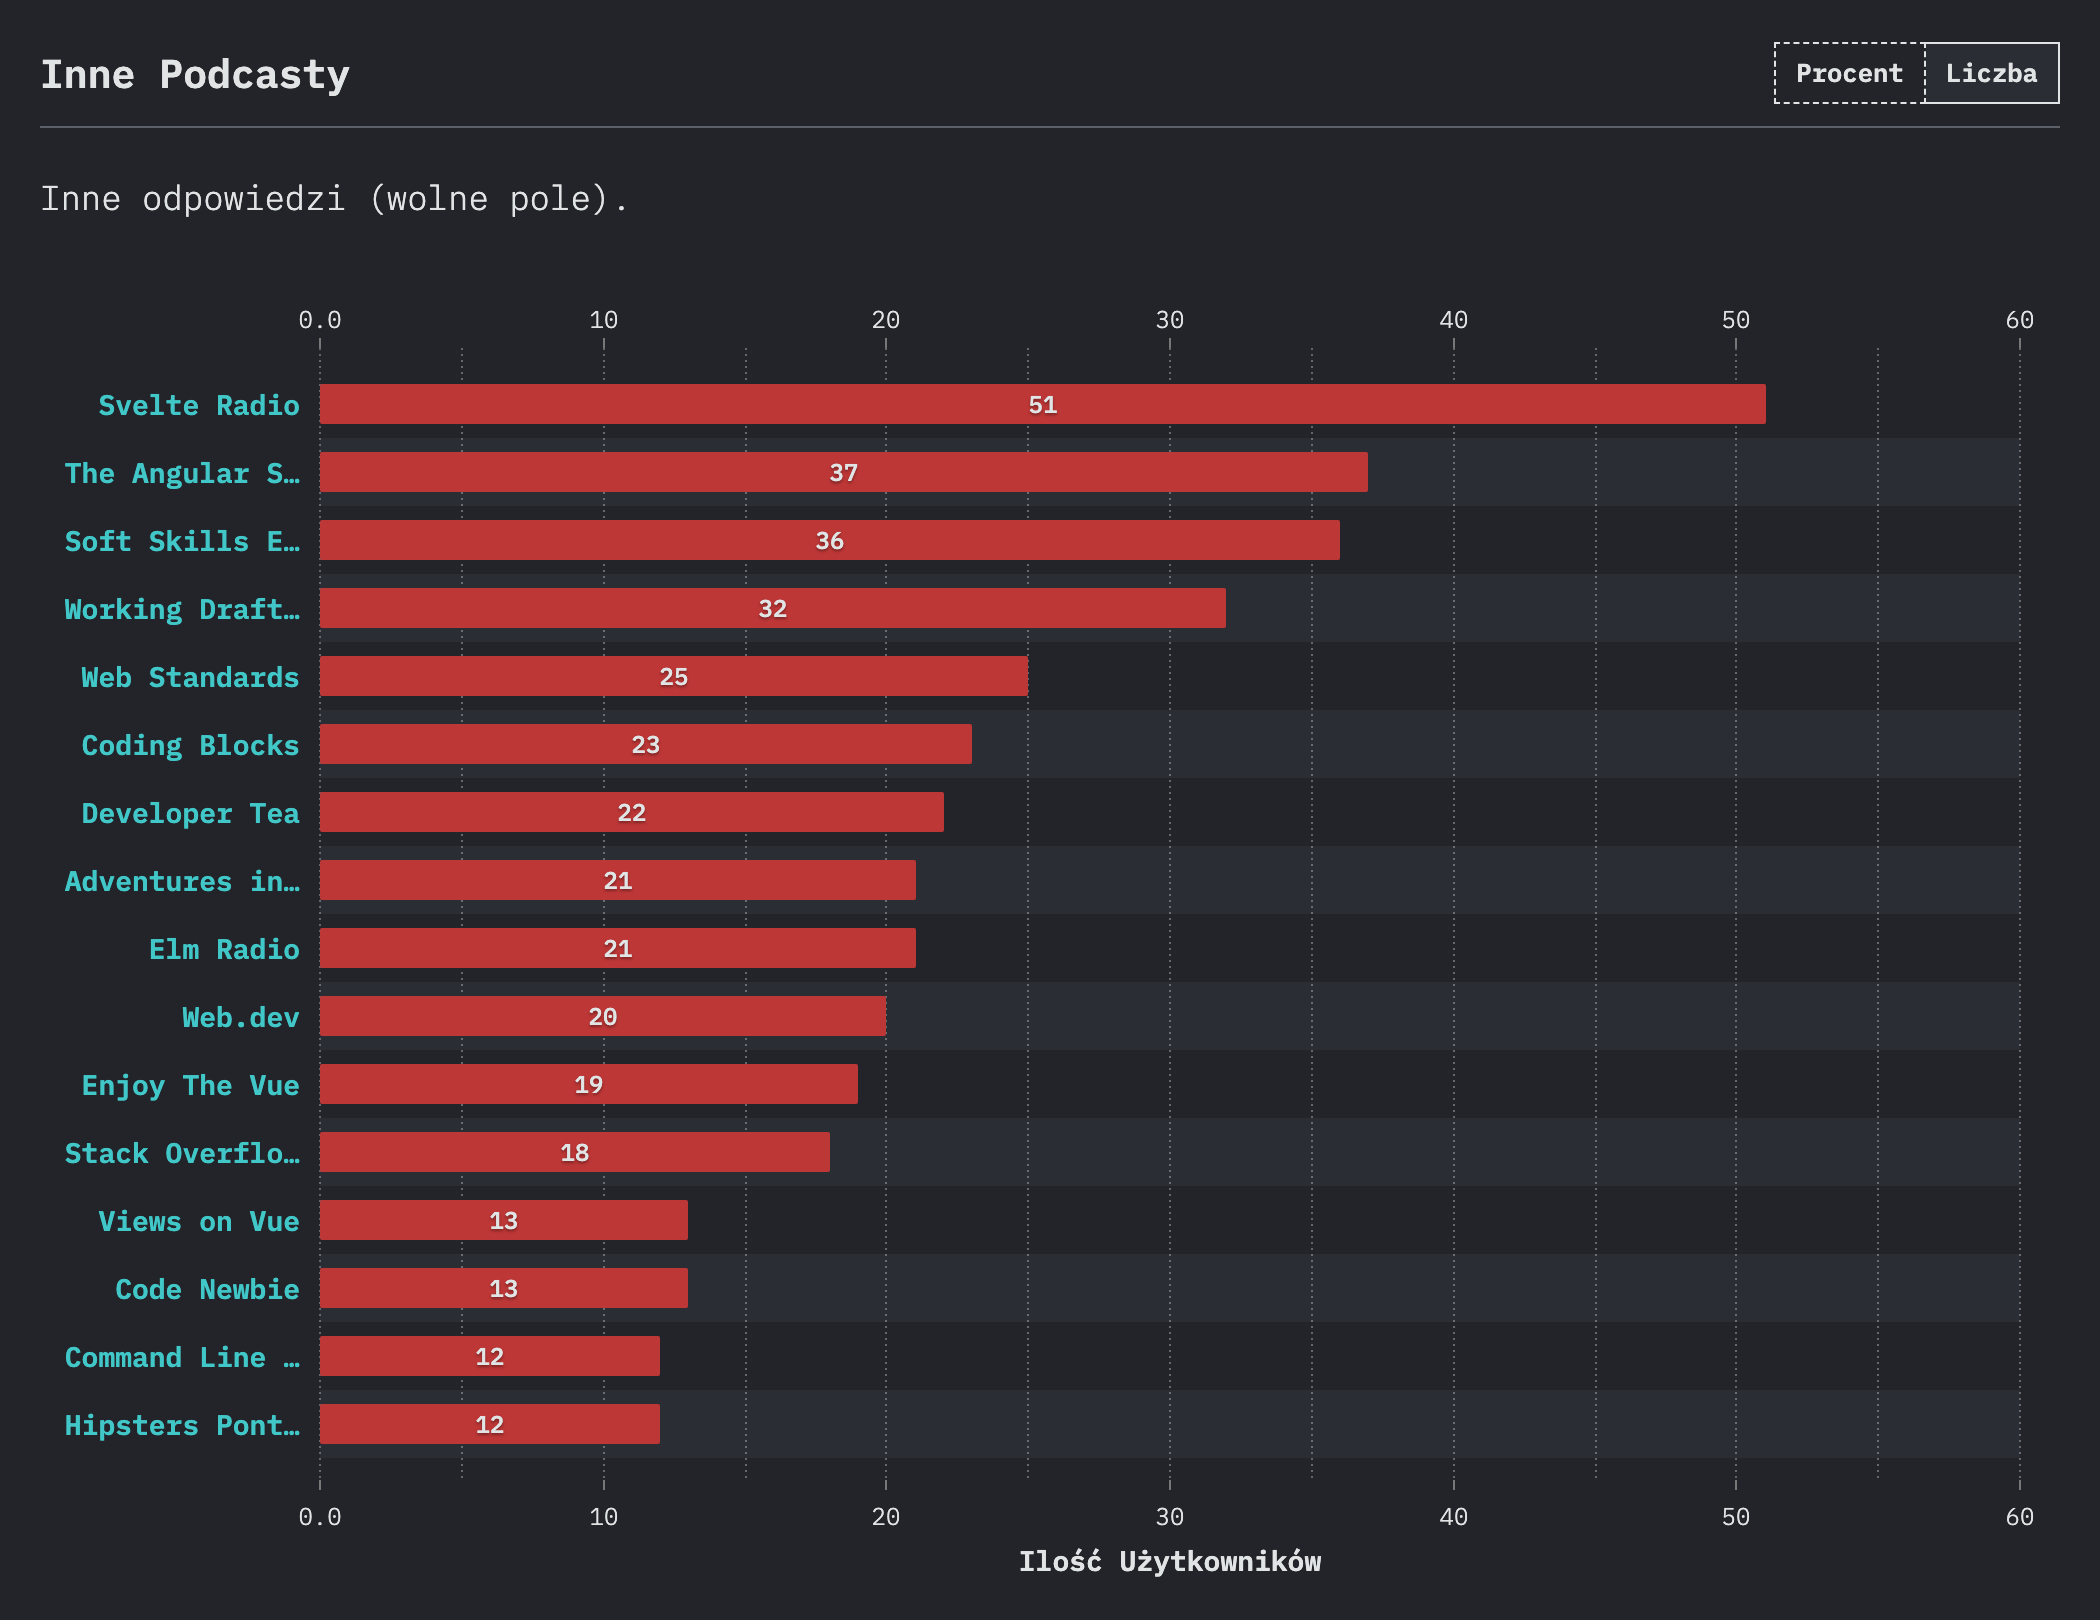 Inne Podcasty
Procent Liczba
Inne odpowiedzi (wolne pole).
0.0 10 20 30 40 50 60
Svelte Radio 51
The Angular S… 37
Soft Skills E… 36
Working Draft… 32
Web Standards 25
Coding Blocks 23
Developer Tea 22
Adventures in… 21
Elm Radio 21
Web.dev 20
Enjoy The Vue 19
Stack Overflo… 18
Views on Vue 13
Code Newbie 13
Command Line … 12
Hipsters Pont… 12
0.0 10 20 30 40 50 60
Ilość Użytkowników